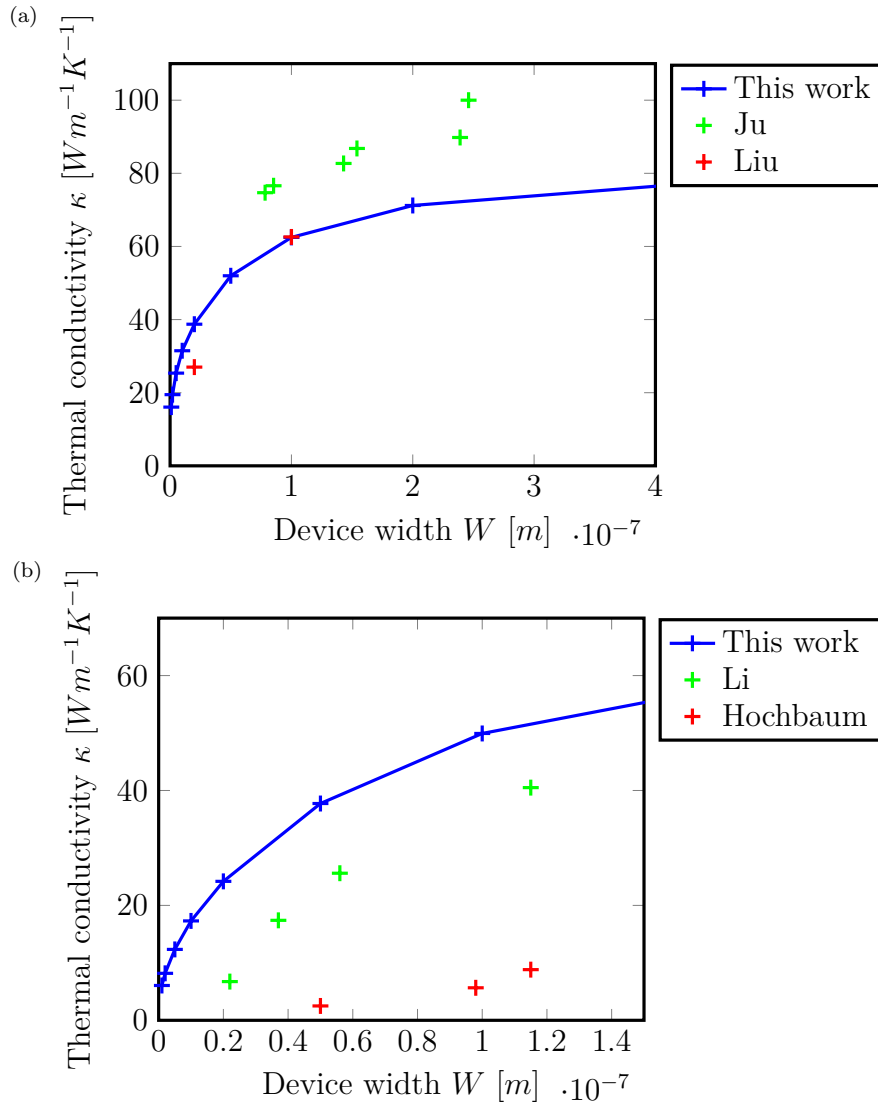 (a)
Thermal conductivity κ [Wm⁻¹K⁻¹]
100
80
60
40
20
0
0 1 2 3 4
Device width W [m] ·10⁻⁷
This work
Ju
Liu
(b)
Thermal conductivity κ [Wm⁻¹K⁻¹]
60
40
20
0
0 0.2 0.4 0.6 0.8 1 1.2 1.4
Device width W [m] ·10⁻⁷
This work
Li
Hochbaum